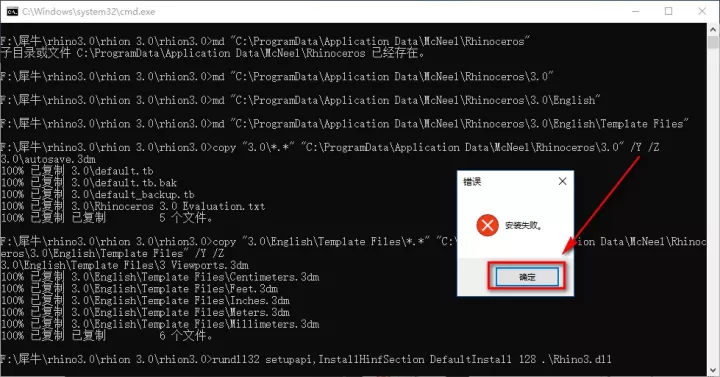 C:\Windows\system32\cmd.exe
F:\犀牛\rhino3.0\rhion 3.0\rhion3.0>md "C:\ProgramData\Application Data\McNeel\Rhinoceros"
子目录或文件 C:\ProgramData\Application Data\McNeel\Rhinoceros 已经存在。
F:\犀牛\rhino3.0\rhion 3.0\rhion3.0>md "C:\ProgramData\Application Data\McNeel\Rhinoceros\3.0"
F:\犀牛\rhino3.0\rhion 3.0\rhion3.0>md "C:\ProgramData\Application Data\McNeel\Rhinoceros\3.0\English"
F:\犀牛\rhino3.0\rhion 3.0\rhion3.0>md "C:\ProgramData\Application Data\McNeel\Rhinoceros\3.0\English\Template Files"
F:\犀牛\rhino3.0\rhion 3.0\rhion3.0>copy "3.0\*.*" "C:\ProgramData\Application Data\McNeel\Rhinoceros\3.0" /Y /Z
3.0\autosave.3dm
100% 已复制 3.0\default.tb
100% 已复制 3.0\default.tb.bak
100% 已复制 3.0\default_backup.tb
100% 已复制 3.0\Rhinoceros 3.0 Evaluation.txt
100% 已复制 已复制 5 个文件。
F:\犀牛\rhino3.0\rhion 3.0\rhion3.0>copy "3.0\English\Template Files\*.*" "C:\ Application Data\McNeel\Rhinoc
eros\3.0\English\Template Files" /Y /Z
3.0\English\Template Files\3 Viewports.3dm
100% 已复制 3.0\English\Template Files\Centimeters.3dm
100% 已复制 3.0\English\Template Files\Feet.3dm
100% 已复制 3.0\English\Template Files\Inches.3dm
100% 已复制 3.0\English\Template Files\Meters.3dm
100% 已复制 3.0\English\Template Files\Millimeters.3dm
100% 已复制 已复制 6 个文件。
F:\犀牛\rhino3.0\rhion 3.0\rhion3.0>rundll32 setupapi,InstallHinfSection DefaultInstall 128 .\Rhino3.dll
错误
安装失败。
确定